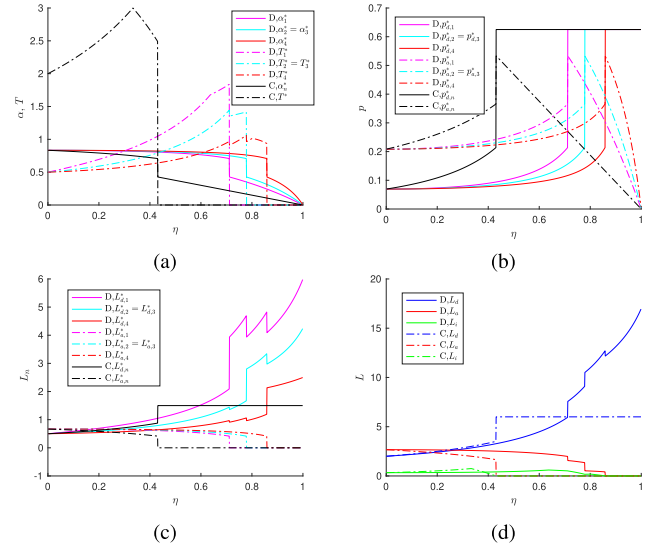 3
2.5
2
1.5
1
0.5
0
α, T
0 0.2 0.4 0.6 0.8 1
η
D,α*₁
D,α*₂ = α*₃
D,α*₄
D,T*₁
D,T*₂ = T*₃
D,T*₄
C,α*ₙ
C,T*
(a)
0.7
0.6
0.5
0.4
0.3
0.2
0.1
0
p
0 0.2 0.4 0.6 0.8 1
η
D,p*d,1
D,p*d,2 = p*d,3
D,p*d,4
D,p*a,1
D,p*a,2 = p*a,3
D,p*a,4
C,p*d,n
C,p*a,n
(b)
6
5
4
3
2
1
0
-1
Lₙ
0 0.2 0.4 0.6 0.8 1
η
D,L*d,1
D,L*d,2 = L*d,3
D,L*d,4
D,L*a,1
D,L*a,2 = L*a,3
D,L*a,4
C,L*d,n
C,L*a,n
(c)
20
15
10
5
0
L
0 0.2 0.4 0.6 0.8 1
η
D,Ld
D,La
D,Li
C,Ld
C,La
C,Li
(d)